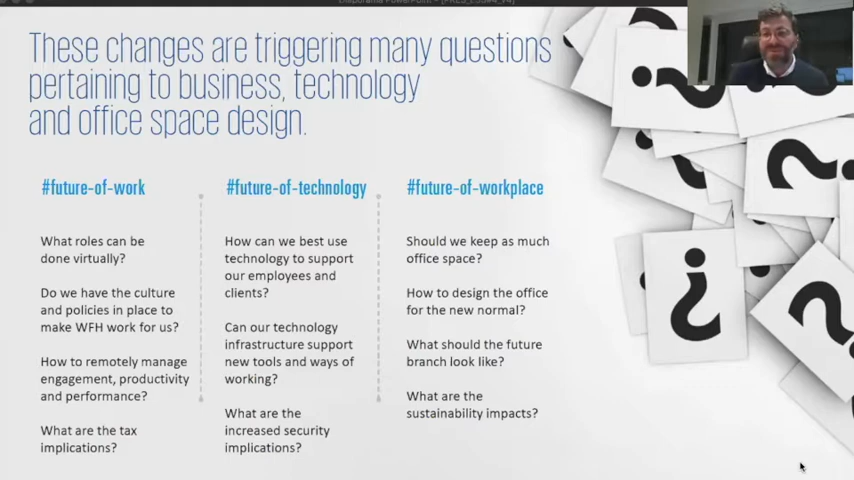 These changes are triggering many questions
pertaining to business, technology
and office space design.
#future-of-work
What roles can be
done virtually?
Do we have the culture
and policies in place to
make WFH work for us?
How to remotely manage
engagement, productivity
and performance?
What are the tax
implications?
#future-of-technology
How can we best use
technology to support
our employees and
clients?
Can our technology
infrastructure support
new tools and ways of
working?
What are the
increased security
implications?
#future-of-workplace
Should we keep as much
office space?
How to design the office
for the new normal?
What should the future
branch look like?
What are the
sustainability impacts?